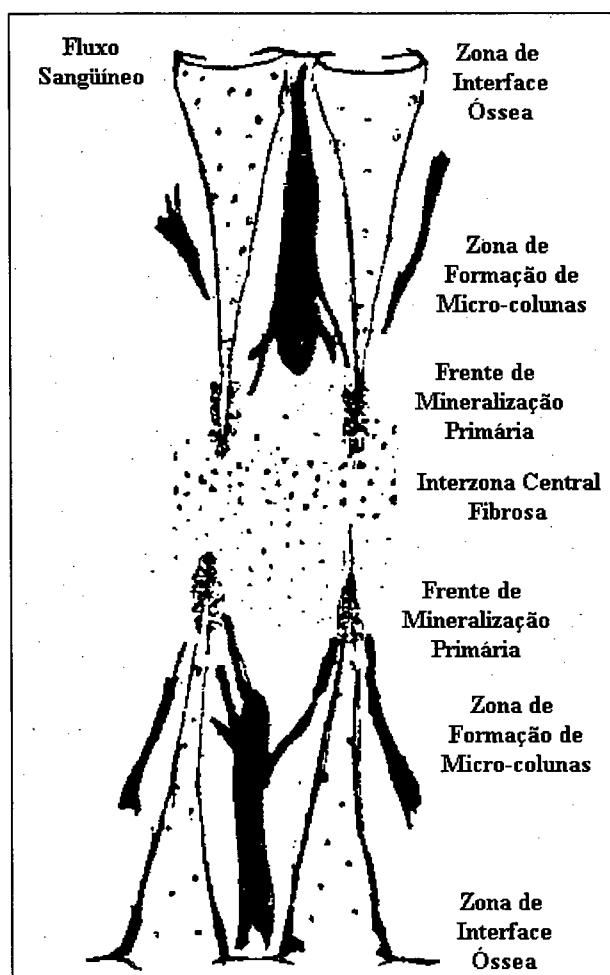 Fluxo
Sangüíneo
Zona de
Interface
Óssea
Zona de
Formação de
Micro-colunas
Frente de
Mineralização
Primária
Interzona Central
Fibrosa
Frente de
Mineralização
Primária
Zona de
Formação de
Micro-colunas
Zona de
Interface
Óssea